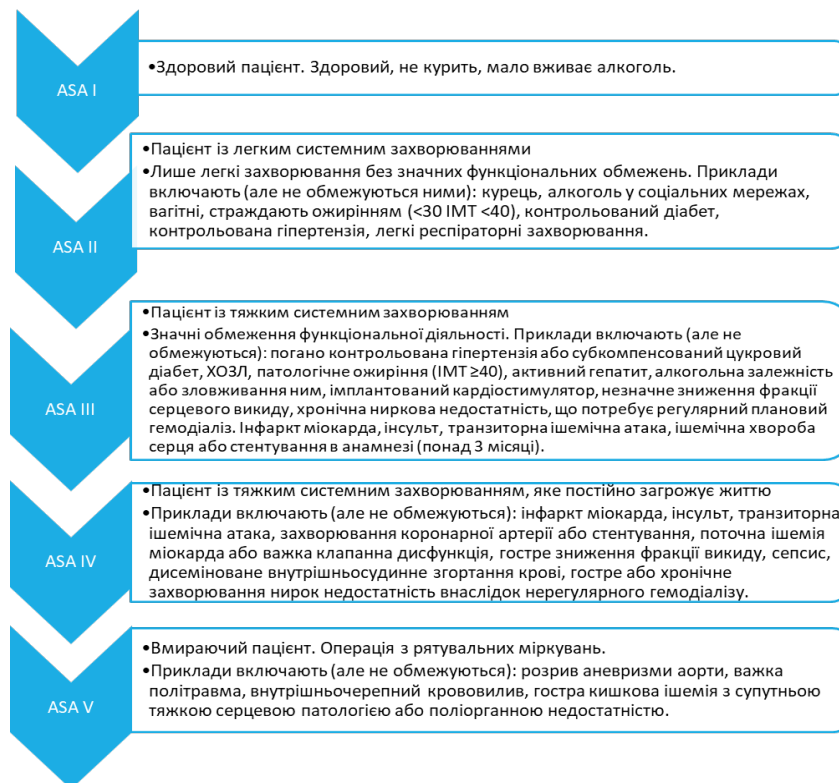 ASA I
•Здоровий пацієнт. Здоровий, не курить, мало вживає алкоголь.
ASA II
•Пацієнт із легким системним захворюваннями
•Лише легкі захворювання без значних функціональних обмежень. Приклади
включають (але не обмежуються ними): курець, алкоголь у соціальних мережах,
вагітні, страждають ожирінням (<30 ІМТ <40), контрольований діабет,
контрольована гіпертензія, легкі респіраторні захворювання.
ASA III
•Пацієнт із тяжким системним захворюванням
•Значні обмеження функціональної діяльності. Приклади включають (але не
обмежуються): погано контрольована гіпертензія або субкомпенсований цукровий
діабет, ХОЗЛ, патологічне ожиріння (ІМТ ≥40), активний гепатит, алкогольна залежність
або зловживання ним, імплантований кардіостимулятор, незначне зниження фракції
серцевого викиду, хронічна ниркова недостатність, що потребує регулярний плановий
гемодіаліз. Інфаркт міокарда, інсульт, транзиторна ішемічна атака, ішемічна хвороба
серця або стентування в анамнезі (понад 3 місяці).
ASA IV
•Пацієнт із тяжким системним захворюванням, яке постійно загрожує життю
•Приклади включають (але не обмежуються): інфаркт міокарда, інсульт, транзиторна
ішемічна атака, захворювання коронарної артерії або стентування, поточна ішемія
міокарда або важка клапанна дисфункція, гостре зниження фракції викиду, сепсис,
дисеміноване внутрішньосудинне згортання крові, гостре або хронічне
захворювання нирок недостатність внаслідок нерегулярного гемодіалізу.
ASA V
•Вмираючий пацієнт. Операція з рятувальних міркувань.
•Приклади включають (але не обмежуються): розрив аневризми аорти, важка
політравма, внутрішньочерепний крововилив, гостра кишкова ішемія з супутньою
тяжкою серцевою патологією або поліорганною недостатністю.